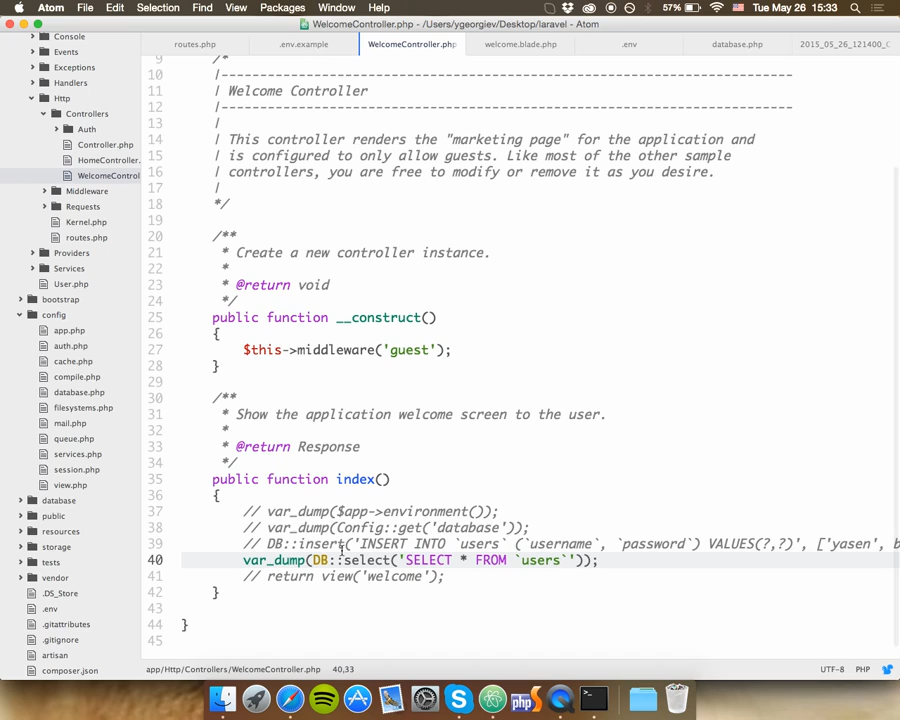 Atom File Edit Selection Find View Packages Window Help 57% Tue May 26 15:33
WelcomeController.php - /Users/ygeorgiev/Desktop/laravel - Atom
routes.php .env.example WelcomeController.php welcome.blade.php .env database.php 2015_05_26_121400_c
Console
Events
Exceptions
Handlers
Http
Controllers
Auth
Controller.php
HomeController.
WelcomeControl
Middleware
Requests
Kernel.php
routes.php
Providers
Services
User.php
bootstrap
config
app.php
auth.php
cache.php
compile.php
database.php
filesystems.php
mail.php
queue.php
services.php
session.php
view.php
database
public
resources
storage
tests
vendor
.DS_Store
.env
.gitattributes
.gitignore
artisan
composer.json
9 /*
10 |--------------------------------------------------------------------------
11 | Welcome Controller
12 |--------------------------------------------------------------------------
13 |
14 | This controller renders the "marketing page" for the application and
15 | is configured to only allow guests. Like most of the other sample
16 | controllers, you are free to modify or remove it as you desire.
17 |
18 */
19
20 /**
21 * Create a new controller instance.
22 *
23 * @return void
24 */
25 public function __construct()
26 {
27 $this->middleware('guest');
28 }
29
30 /**
31 * Show the application welcome screen to the user.
32 *
33 * @return Response
34 */
35 public function index()
36 {
37 // var_dump($app->environment());
38 // var_dump(Config::get('database'));
39 // DB::insert('INSERT INTO `users` (`username`, `password`) VALUES(?,?)', ['yasen', b
40 var_dump(DB::select('SELECT * FROM `users`'));
41 // return view('welcome');
42 }
43
44 }
45
app/Http/Controllers/WelcomeController.php 40,33 UTF-8 PHP
php